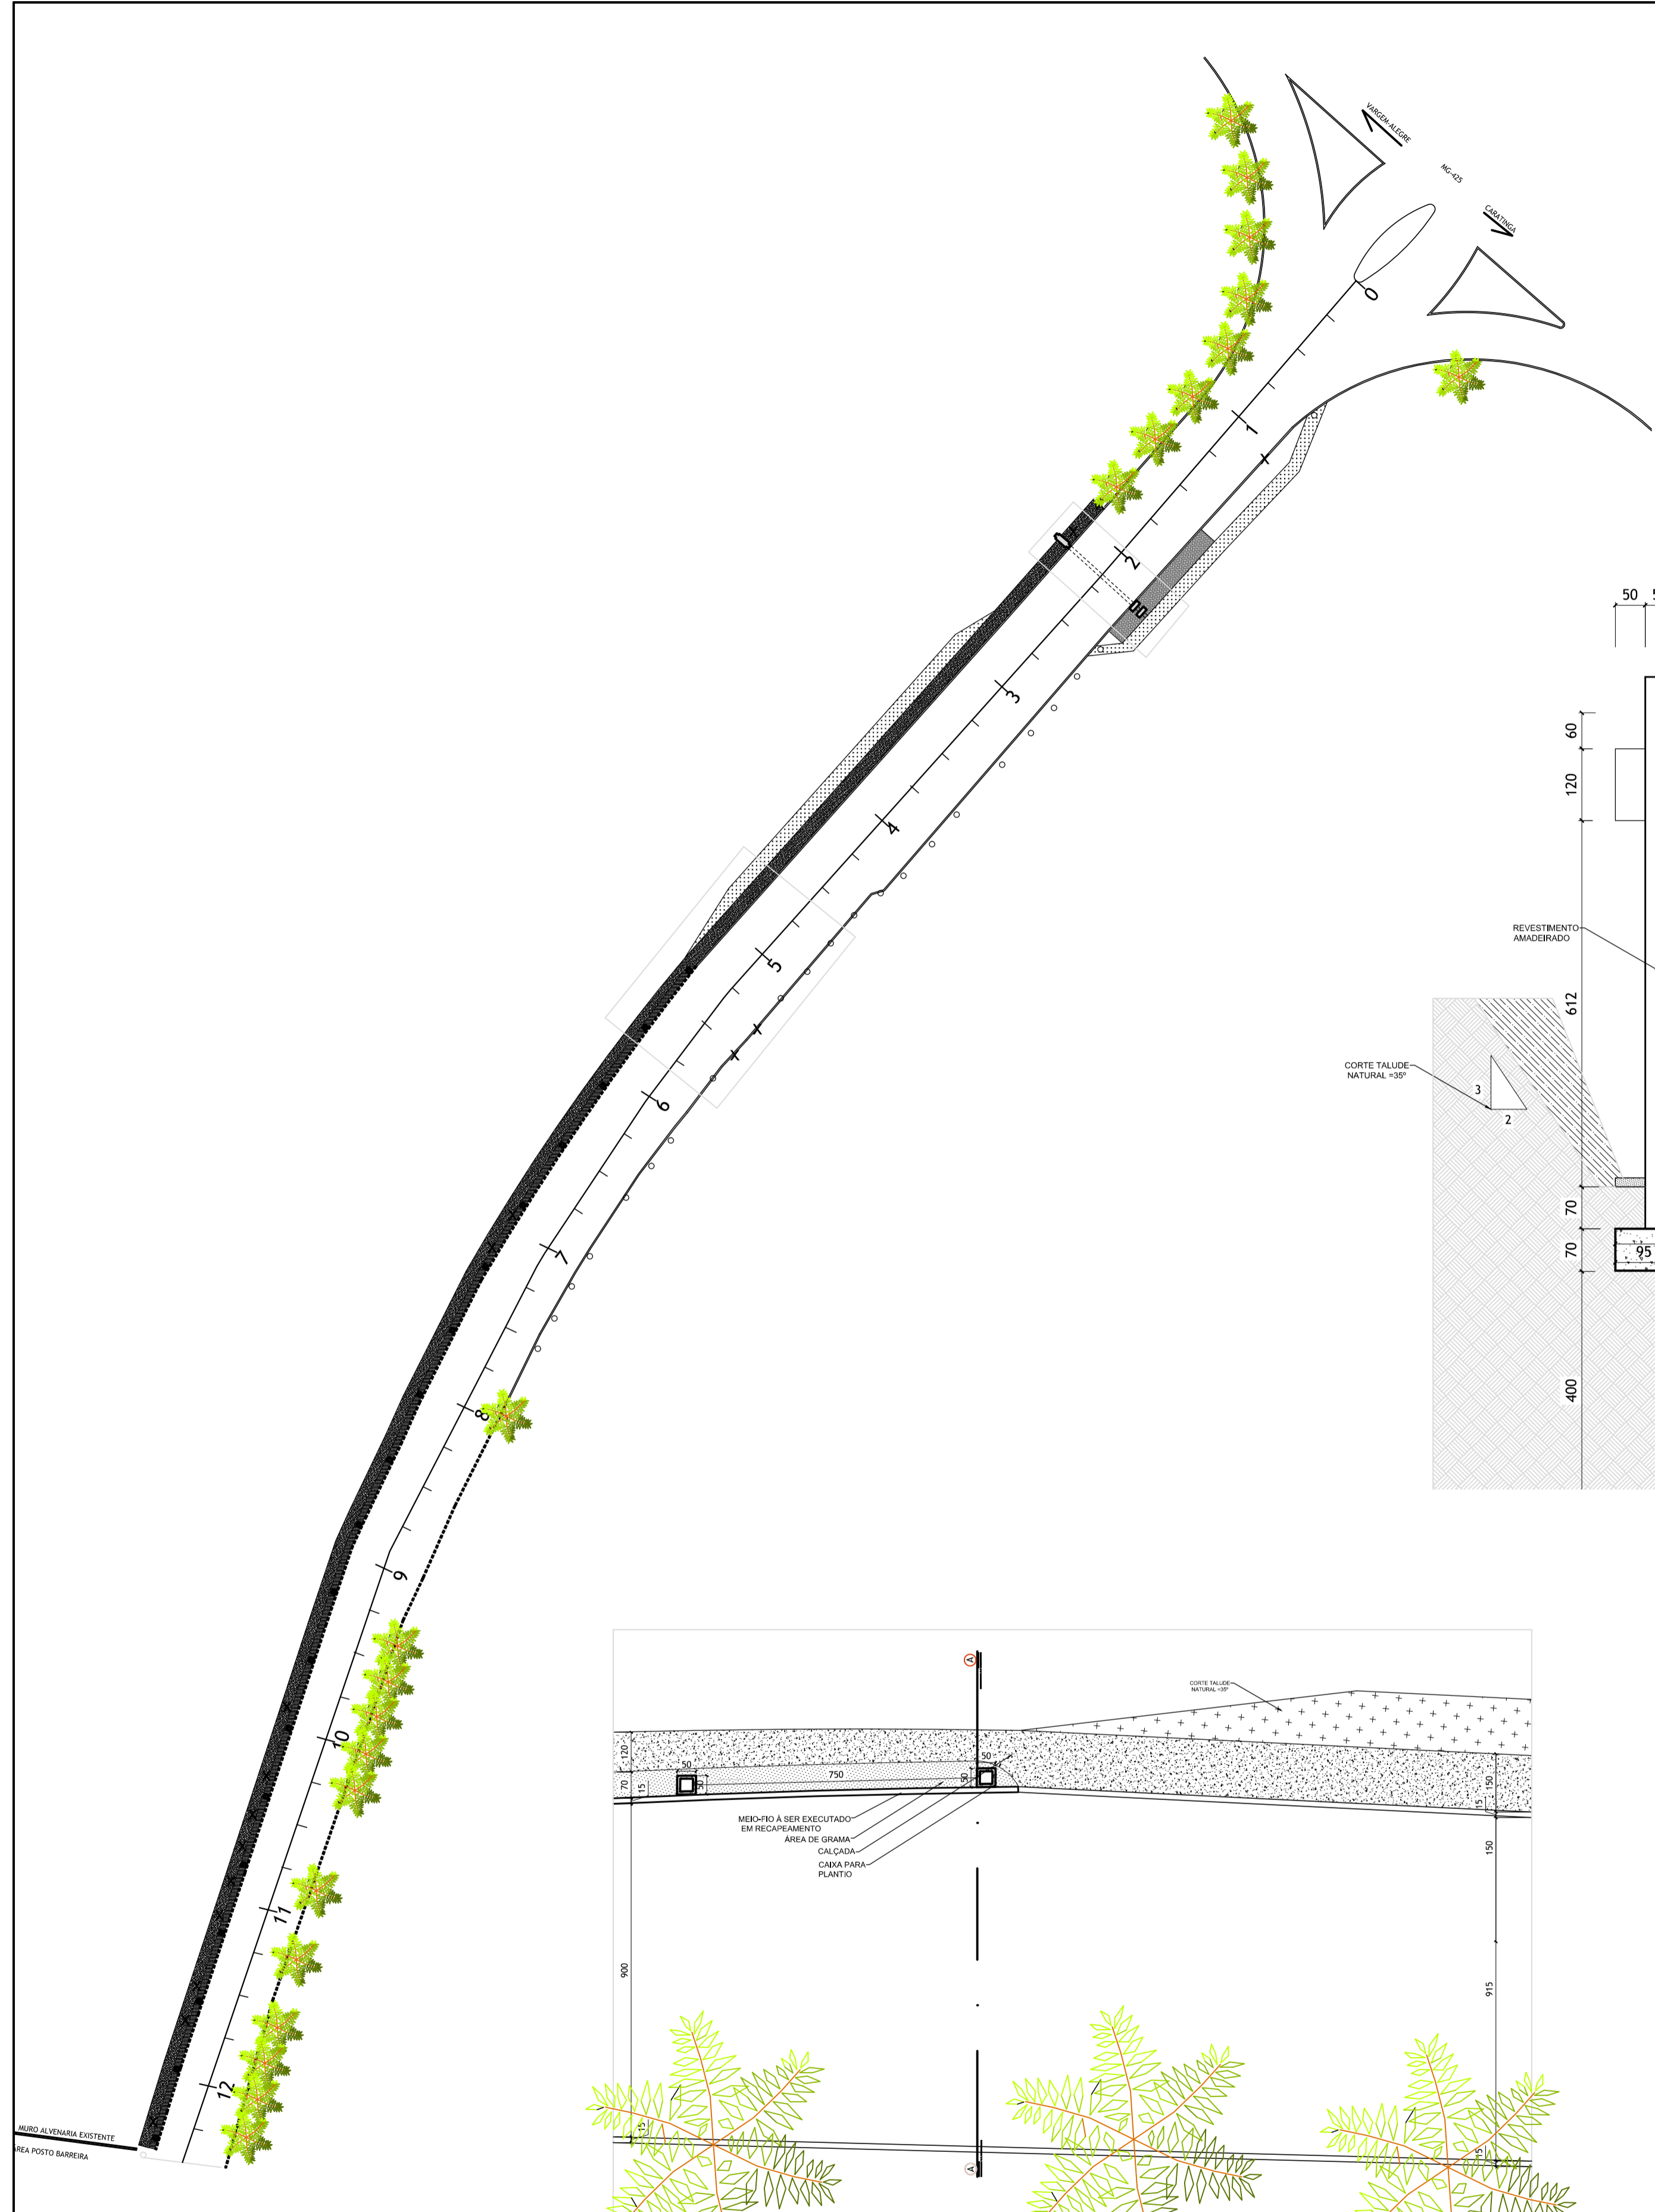 VARGEM-ALEGRE
MG-425
CARATINGA
0
1
2
3
4
5
6
7
8
9
10
11
12
MURO ALVENARIA EXISTENTE
ÁREA POSTO BARREIRA
50
60
120
REVESTIMENTO
AMADEIRADO
612
CORTE TALUDE
NATURAL =35º
3
2
70
70
95
400
A
CORTE TALUDE
NATURAL =35º
120
70
15
50
50
750
50
50
150
15
150
MEIO-FIO À SER EXECUTADO
EM RECAPEAMENTO
ÁREA DE GRAMA
CALÇADA
CAIXA PARA
PLANTIO
900
915
15
15
A